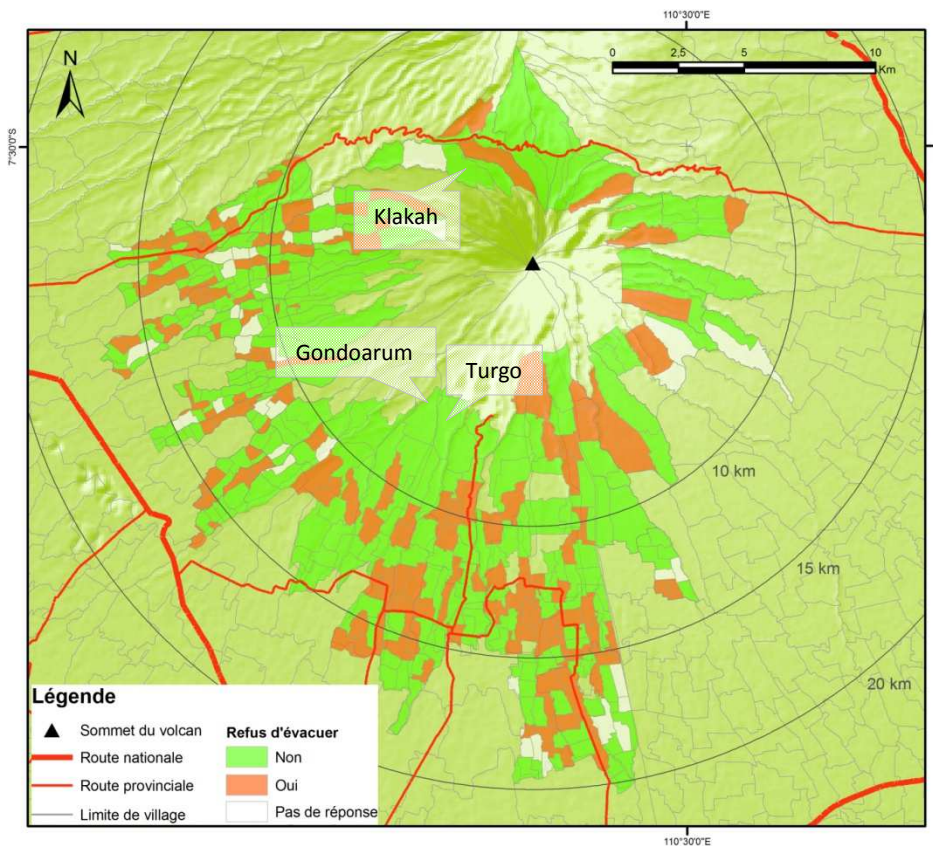 110°30'0"E
N
0
2,5
5
10
Km
7°30'0"S
Klakah
Gondoarum
Turgo
10 km
15 km
20 km
Légende
Sommet du volcan
Route nationale
Route provinciale
Limite de village
Refus d'évacuer
Non
Oui
Pas de réponse
110°30'0"E